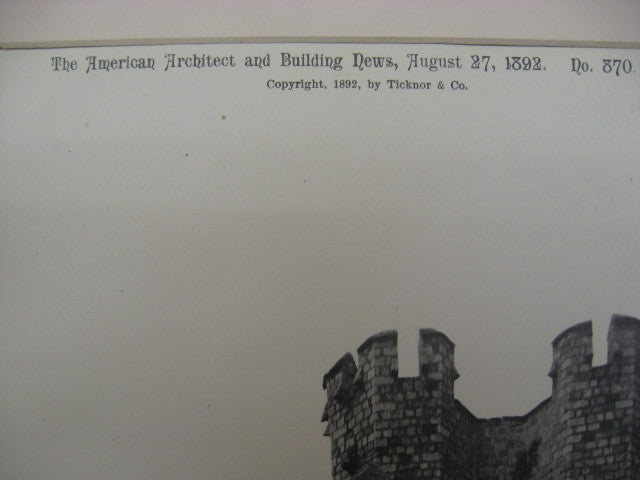 The American Architect and Building News, August 27, 1892. No. 870.
Copyright, 1892, by Ticknor & Co.